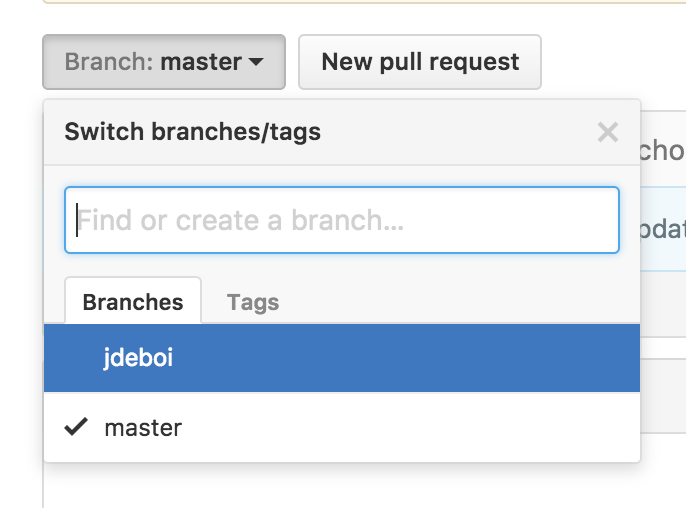 Branch: master
New pull request
Switch branches/tags
Find or create a branch...
Branches
Tags
jdeboi
master